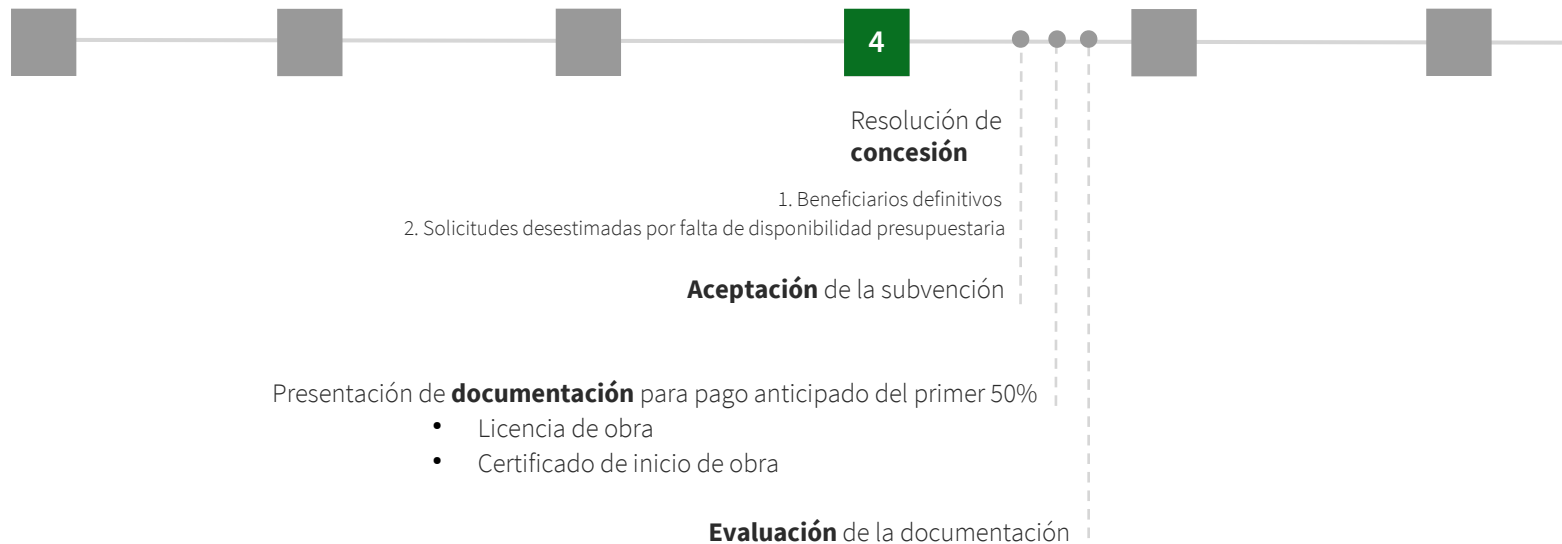 4
Resolución de
concesión
1. Beneficiarios definitivos
2. Solicitudes desestimadas por falta de disponibilidad presupuestaria
Aceptación de la subvención
Presentación de documentación para pago anticipado del primer 50%
• Licencia de obra
• Certificado de inicio de obra
Evaluación de la documentación